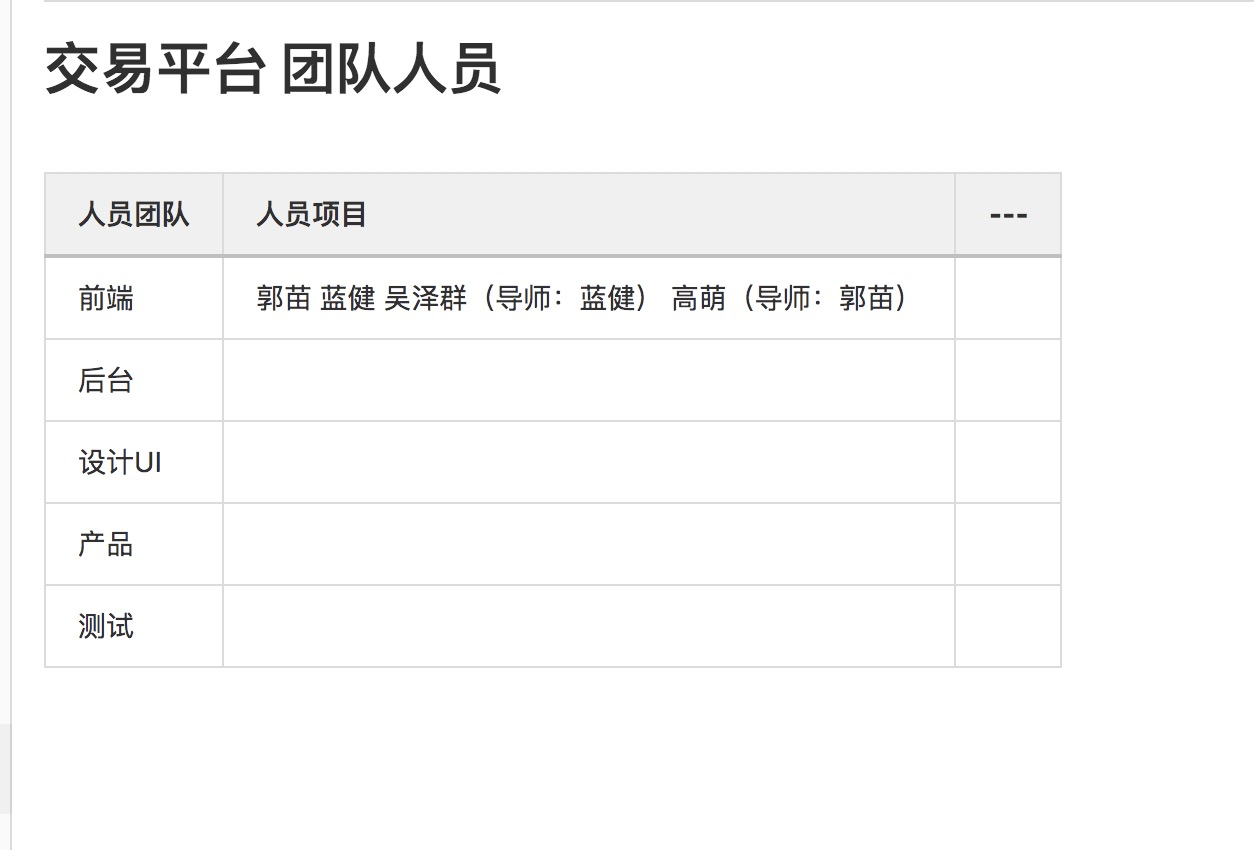 交易平台 团队人员
人员团队 人员项目 ---
前端 郭苗 蓝健 吴泽群（导师：蓝健） 高萌（导师：郭苗）
后台
设计UI
产品
测试